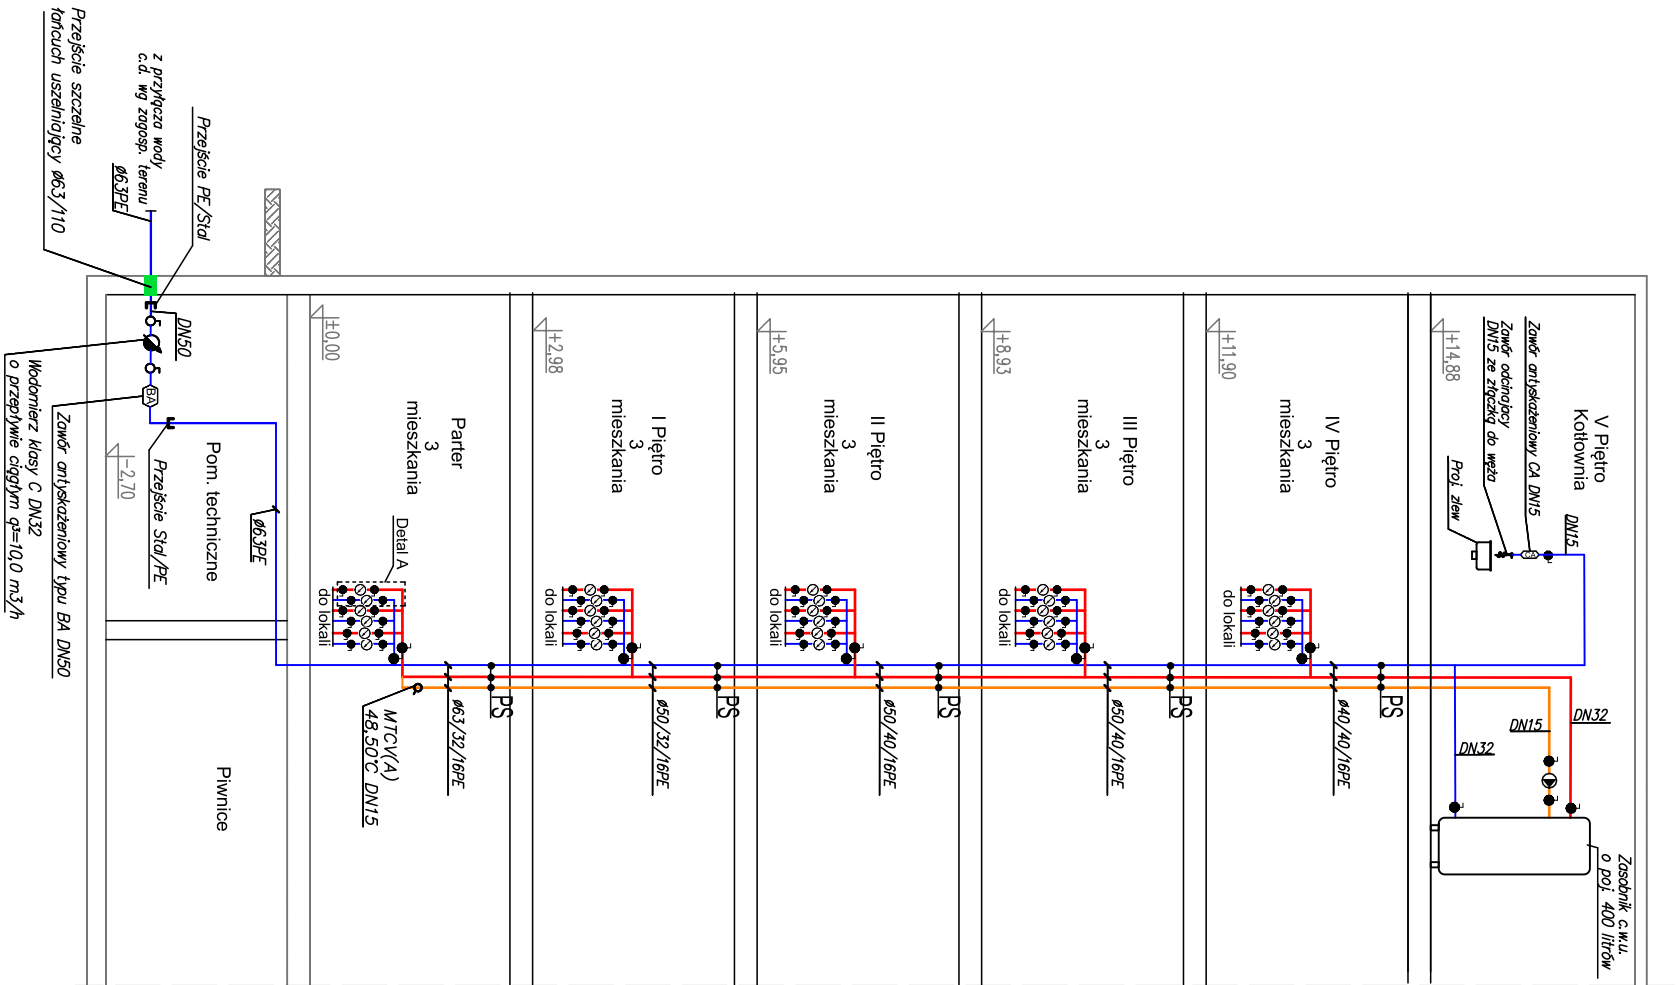 V Piętro
Kotłownia
DN15
Zawór antyskażeniowy CA DN15
Zawór odcinający
DN15 ze złączką do węża
Proj. zlew
CA
+14,88
DN32
DN15
DN32
Zasobnik c.w.u.
o poj. 400 litrów
PS
IV Piętro
3
mieszkania
+11,90
do lokali
ø40/40/16PE
PS
III Piętro
3
mieszkania
+8,93
do lokali
ø50/40/16PE
PS
II Piętro
3
mieszkania
+5,95
do lokali
ø50/40/16PE
PS
I Piętro
3
mieszkania
+2,98
do lokali
ø50/32/16PE
PS
Parter
3
mieszkania
±0,00
Detal A
do lokali
ø63/32/16PE
MTCV(A)
48,50°C DN15
ø63PE
Pom. techniczne
Piwnice
Przejście PE/Stal
z przyłącza wody
c.d. wg zagosp. terenu
ø63PE
Przejście szczelne
łańcuch uszelniający ø63/110
DN50
BA
Przejście Stal/PE
-2,70
Zawór antyskażeniowy typu BA DN50
Wodomierz klasy C DN32
o przepływie ciągłym q³=10,0 m3/h